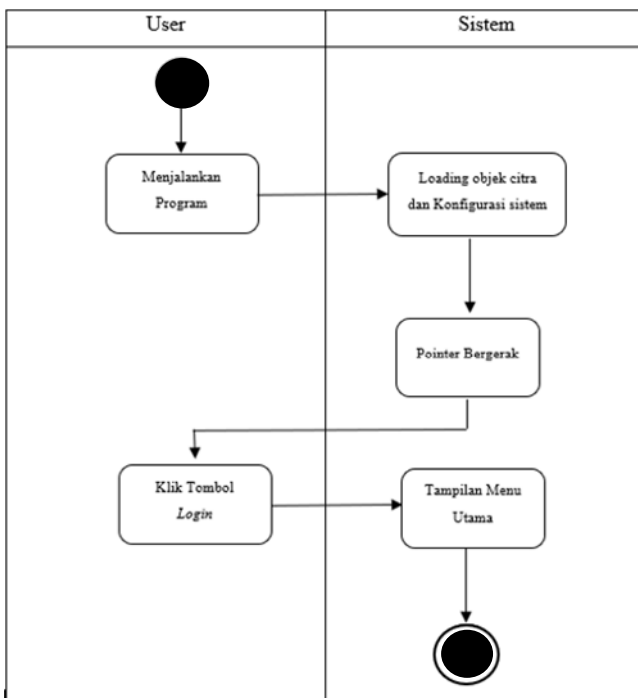 User
Sistem
Menjalankan
Program
Loading objek citra
dan Konfigurasi sistem
Pointer Bergerak
Klik Tombol
Login
Tampilan Menu
Utama